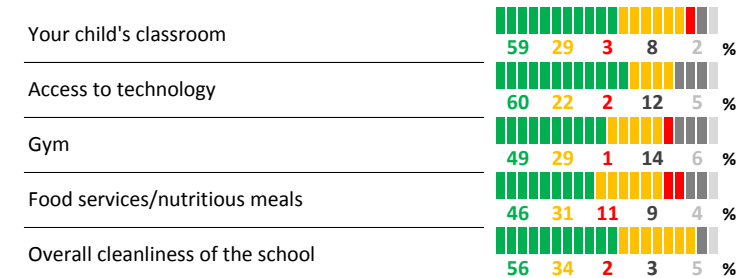 Your child's classroom
59 29 3 8 2 %
Access to technology
60 22 2 12 5 %
Gym
49 29 1 14 6 %
Food services/nutritious meals
46 31 11 9 4 %
Overall cleanliness of the school
56 34 2 3 5 %